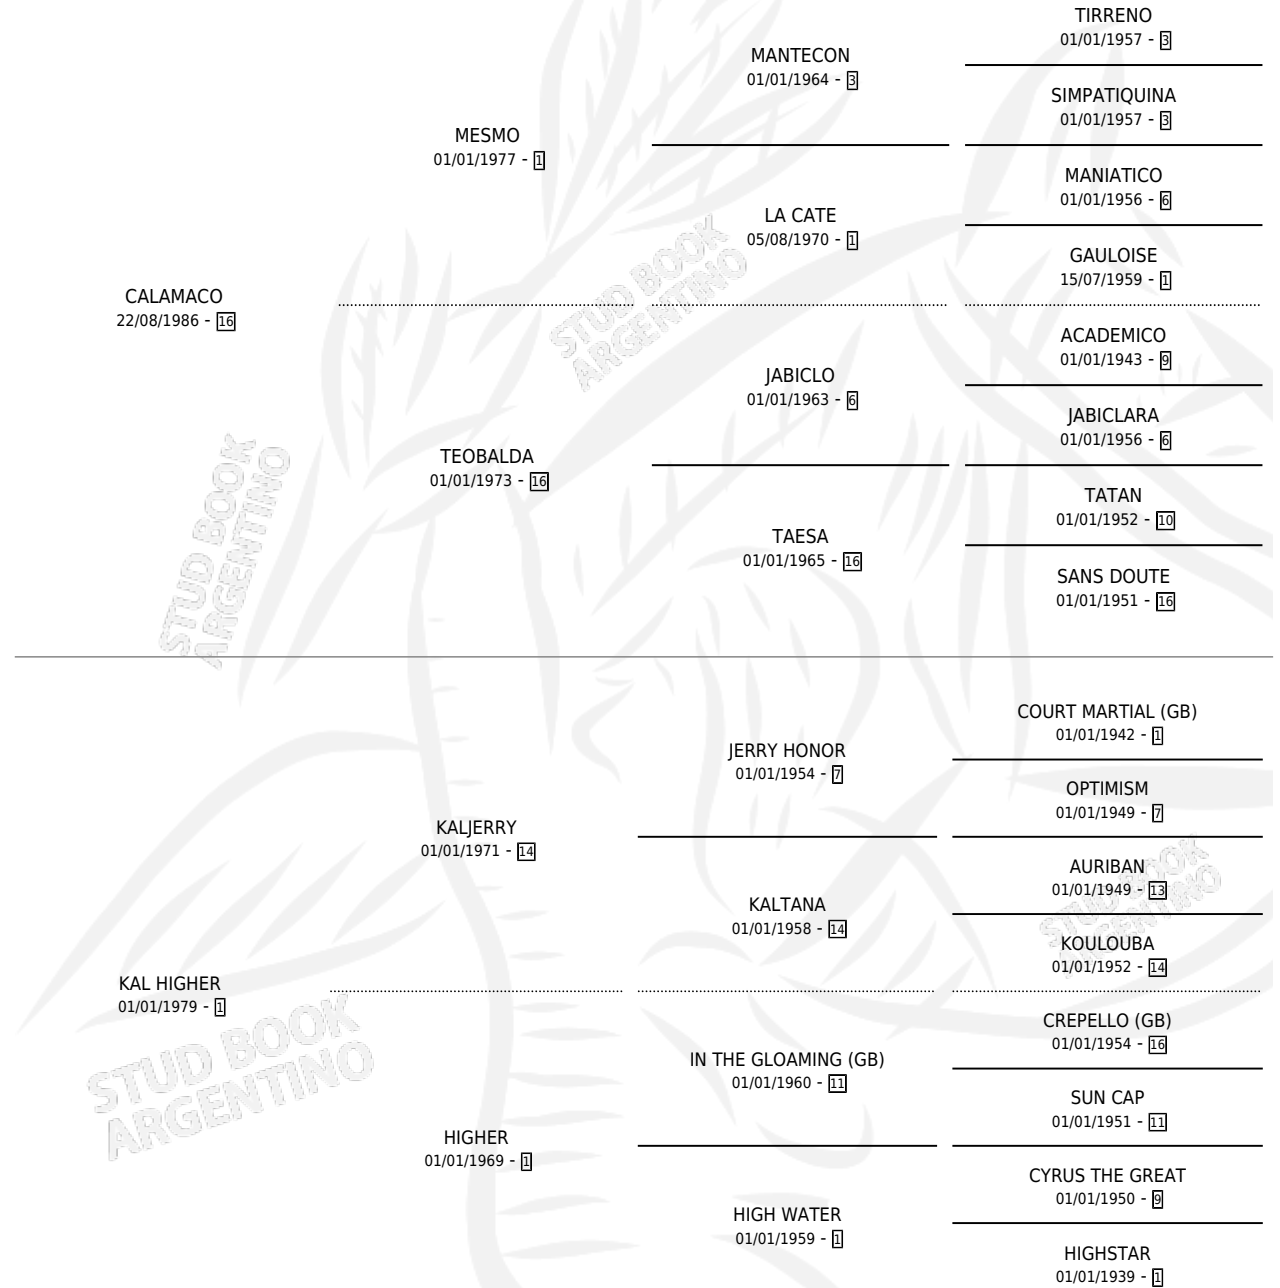 TIRRENO
01/01/1957 - 3
MANTECON
01/01/1964 - 3
SIMPATIQUINA
01/01/1957 - 3
MESMO
01/01/1977 - 1
MANIATICO
01/01/1956 - 6
LA CATE
05/08/1970 - 1
GAULOISE
15/07/1959 - 1
CALAMACO
22/08/1986 - 16
ACADEMICO
01/01/1943 - 9
JABICLO
01/01/1963 - 6
JABICLARA
01/01/1956 - 6
TEOBALDA
01/01/1973 - 16
TATAN
01/01/1952 - 10
TAESA
01/01/1965 - 16
SANS DOUTE
01/01/1951 - 16
COURT MARTIAL (GB)
01/01/1942 - 1
JERRY HONOR
01/01/1954 - 7
OPTIMISM
01/01/1949 - 7
KALJERRY
01/01/1971 - 14
AURIBAN
01/01/1949 - 13
KALTANA
01/01/1958 - 14
KOULOUBA
01/01/1952 - 14
KAL HIGHER
01/01/1979 - 1
CREPELLO (GB)
01/01/1954 - 16
IN THE GLOAMING (GB)
01/01/1960 - 11
SUN CAP
01/01/1951 - 11
HIGHER
01/01/1969 - 1
CYRUS THE GREAT
01/01/1950 - 9
HIGH WATER
01/01/1959 - 1
HIGHSTAR
01/01/1939 - 1
STUD BOOK
ARGENTINO
STUD BOOK
ARGENTINO
STUD BOOK
ARGENTINO
STUD BOOK
ARGENTINO